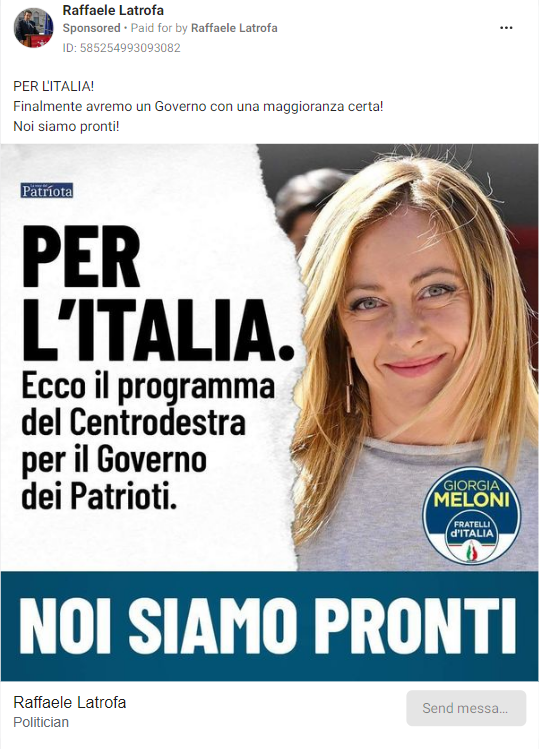 Raffaele Latrofa
Sponsored • Paid for by Raffaele Latrofa
ID: 585254993093082
PER L'ITALIA!
Finalmente avremo un Governo con una maggioranza certa!
Noi siamo pronti!
Patriota
PER
L'ITALIA.
Ecco il programma
del Centrodestra
per il Governo
dei Patrioti.
GIORGIA
MELONI
FRATELLI
d'ITALIA
NOI SIAMO PRONTI
Raffaele Latrofa
Politician
Send messa...